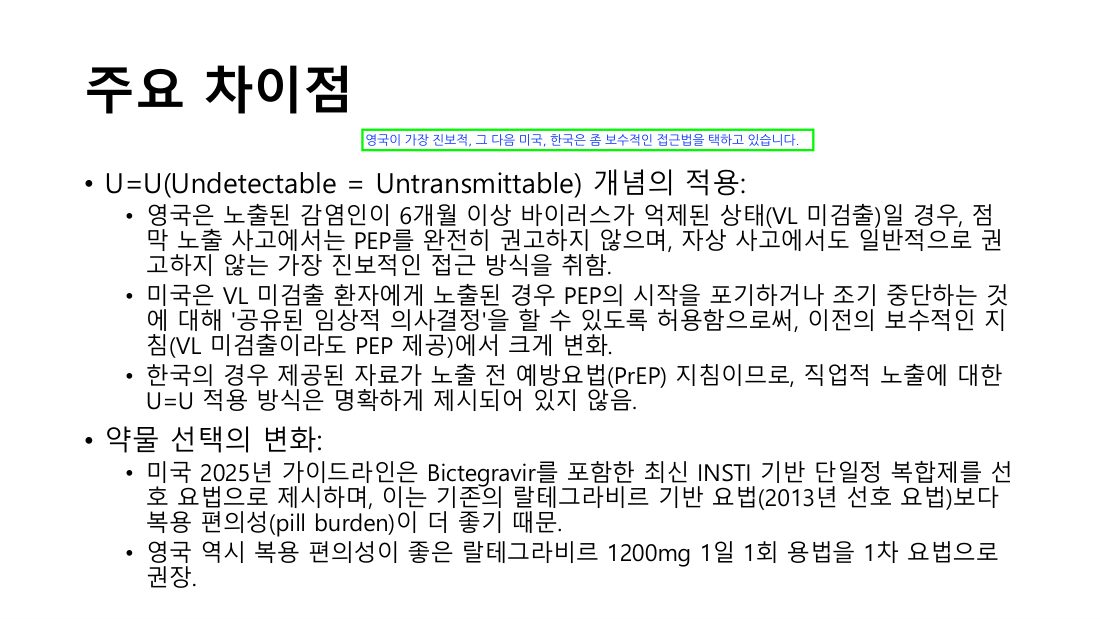 주요 차이점
영국이 가장 진보적, 그 다음 미국, 한국은 좀 보수적인 접근법을 택하고 있습니다.
• U=U(Undetectable = Untransmittable) 개념의 적용:
• 영국은 노출된 감염인이 6개월 이상 바이러스가 억제된 상태(VL 미검출)일 경우, 점
막 노출 사고에서는 PEP를 완전히 권고하지 않으며, 자상 사고에서도 일반적으로 권
고하지 않는 가장 진보적인 접근 방식을 취함.
• 미국은 VL 미검출 환자에게 노출된 경우 PEP의 시작을 포기하거나 조기 중단하는 것
에 대해 '공유된 임상적 의사결정'을 할 수 있도록 허용함으로써, 이전의 보수적인 지
침(VL 미검출이라도 PEP 제공)에서 크게 변화.
• 한국의 경우 제공된 자료가 노출 전 예방요법(PrEP) 지침이므로, 직업적 노출에 대한
U=U 적용 방식은 명확하게 제시되어 있지 않음.
• 약물 선택의 변화:
• 미국 2025년 가이드라인은 Bictegravir를 포함한 최신 INSTI 기반 단일정 복합제를 선
호 요법으로 제시하며, 이는 기존의 랄테그라비르 기반 요법(2013년 선호 요법)보다
복용 편의성(pill burden)이 더 좋기 때문.
• 영국 역시 복용 편의성이 좋은 랄테그라비르 1200mg 1일 1회 용법을 1차 요법으로
권장.